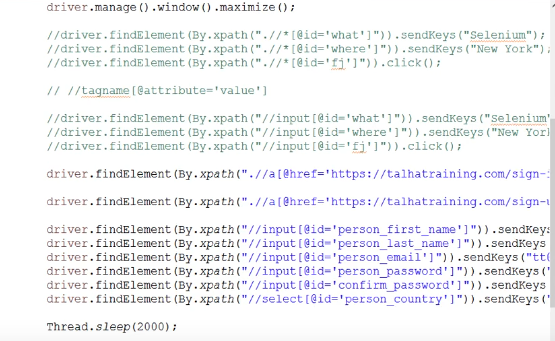 driver.manage().window().maximize();
//driver.findElement(By.xpath(".//*[@id='what']")).sendKeys("Selenium");
//driver.findElement(By.xpath(".//*[@id='where']")).sendKeys("New York");
//driver.findElement(By.xpath(".//*[@id='fj']")).click();
// //tagname[@attribute='value']
//driver.findElement(By.xpath("//input[@id='what']")).sendKeys("Selenium"
//driver.findElement(By.xpath("//input[@id='where']")).sendKeys("New York
//driver.findElement(By.xpath("//input[@id='fj']")).click();
driver.findElement(By.xpath(".//a[@href='https://talhatraining.com/sign-
driver.findElement(By.xpath(".//a[@href='https://talhatraining.com/sign-
driver.findElement(By.xpath("//input[@id='person_first_name']")).sendKeys
driver.findElement(By.xpath("//input[@id='person_last_name']")).sendKeys
driver.findElement(By.xpath("//input[@id='person_email']")).sendKeys("tt
driver.findElement(By.xpath("//input[@id='person_password']")).sendKeys("
driver.findElement(By.xpath("//input[@id='confirm_password']")).sendKeys
driver.findElement(By.xpath("//select[@id='person_country']")).sendKeys("
Thread.sleep(2000);